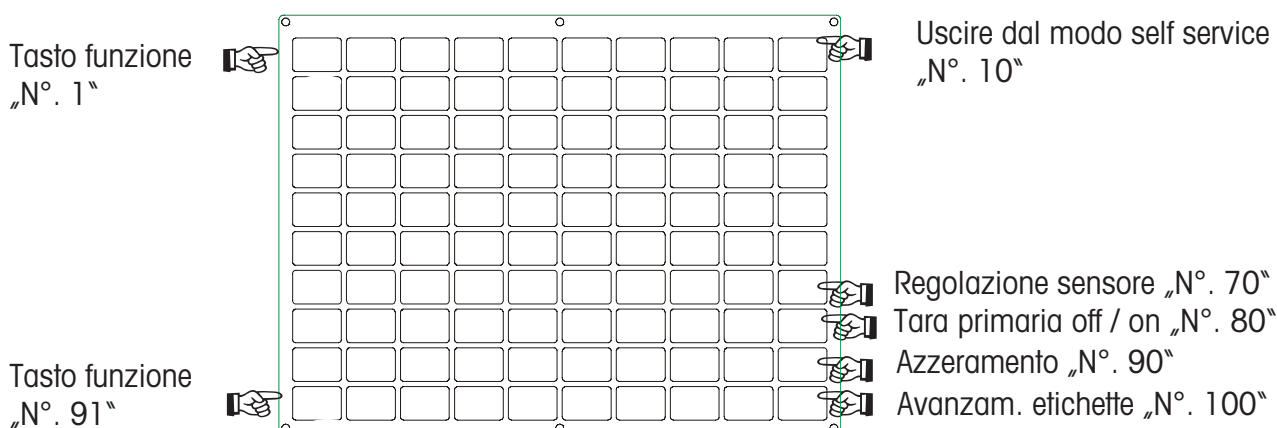 Tasto funzione
„N°. 1‟
Uscire dal modo self service
„N°. 10‟
Regolazione sensore „N°. 70‟
Tara primaria off / on „N°. 80‟
Azzeramento „N°. 90‟
Tasto funzione
„N°. 91‟
Avanzam. etichette „N°. 100‟